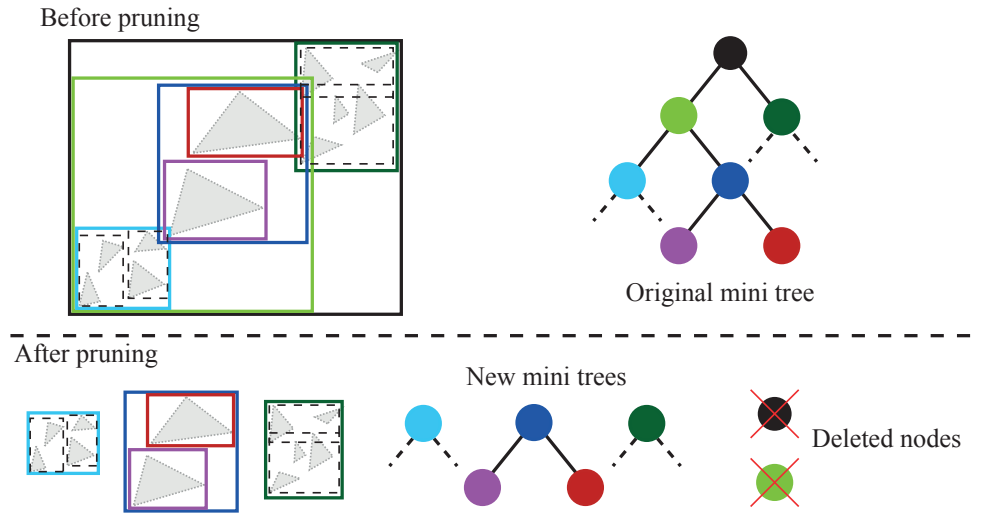 Before pruning
Original mini tree
After pruning
New mini trees
Deleted nodes